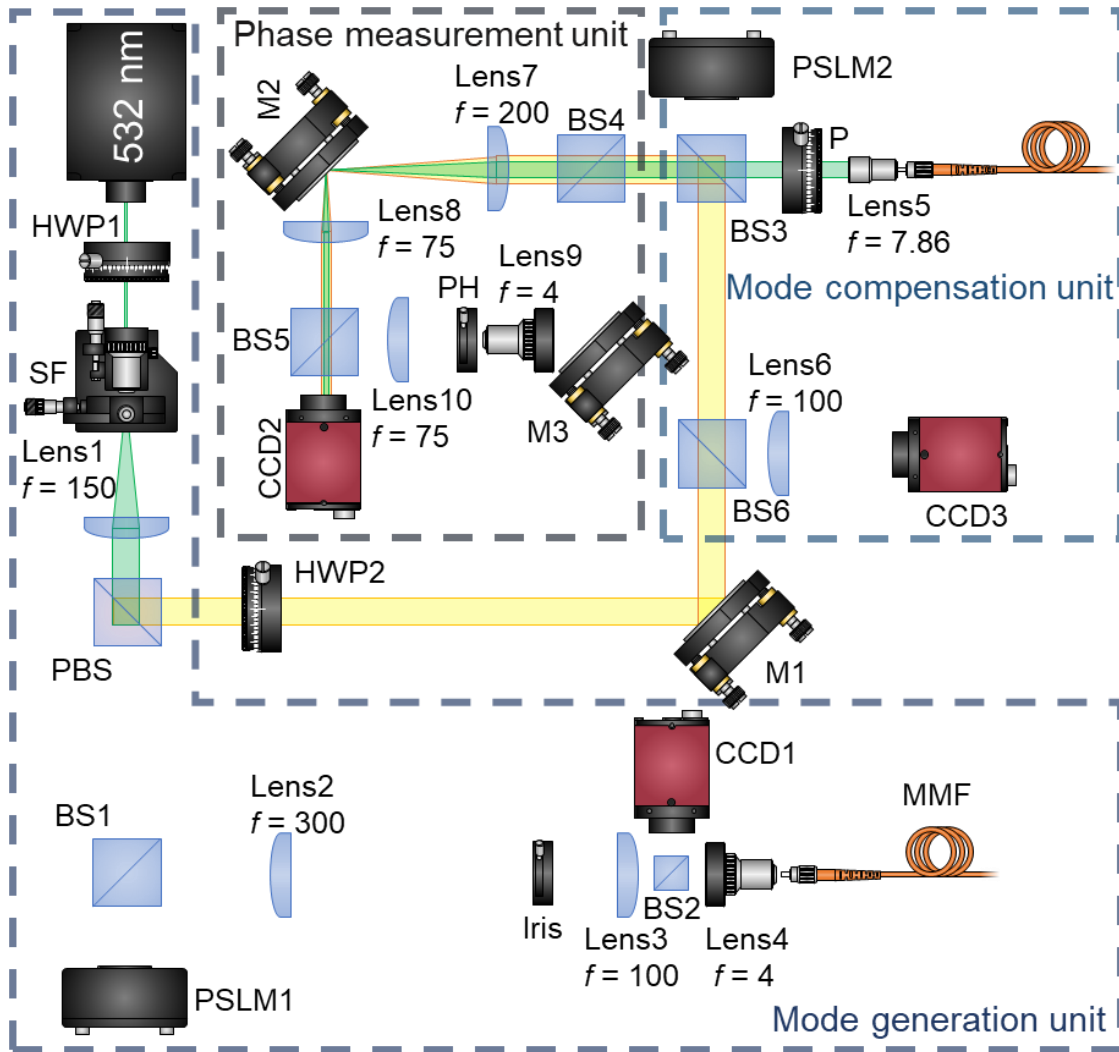 532 nm
Phase measurement unit
PSLM2
M2
Lens7
f = 200
BS4
P
HWP1
Lens8
f = 75
BS3
Lens5
f = 7.86
Lens9
f = 4
PH
Mode compensation unit
BS5
SF
Lens6
f = 100
Lens10
f = 75
M3
Lens1
f = 150
CCD2
BS6
CCD3
HWP2
PBS
M1
CCD1
Lens2
f = 300
BS1
MMF
Iris
BS2
Lens3
f = 100
Lens4
f = 4
PSLM1
Mode generation unit